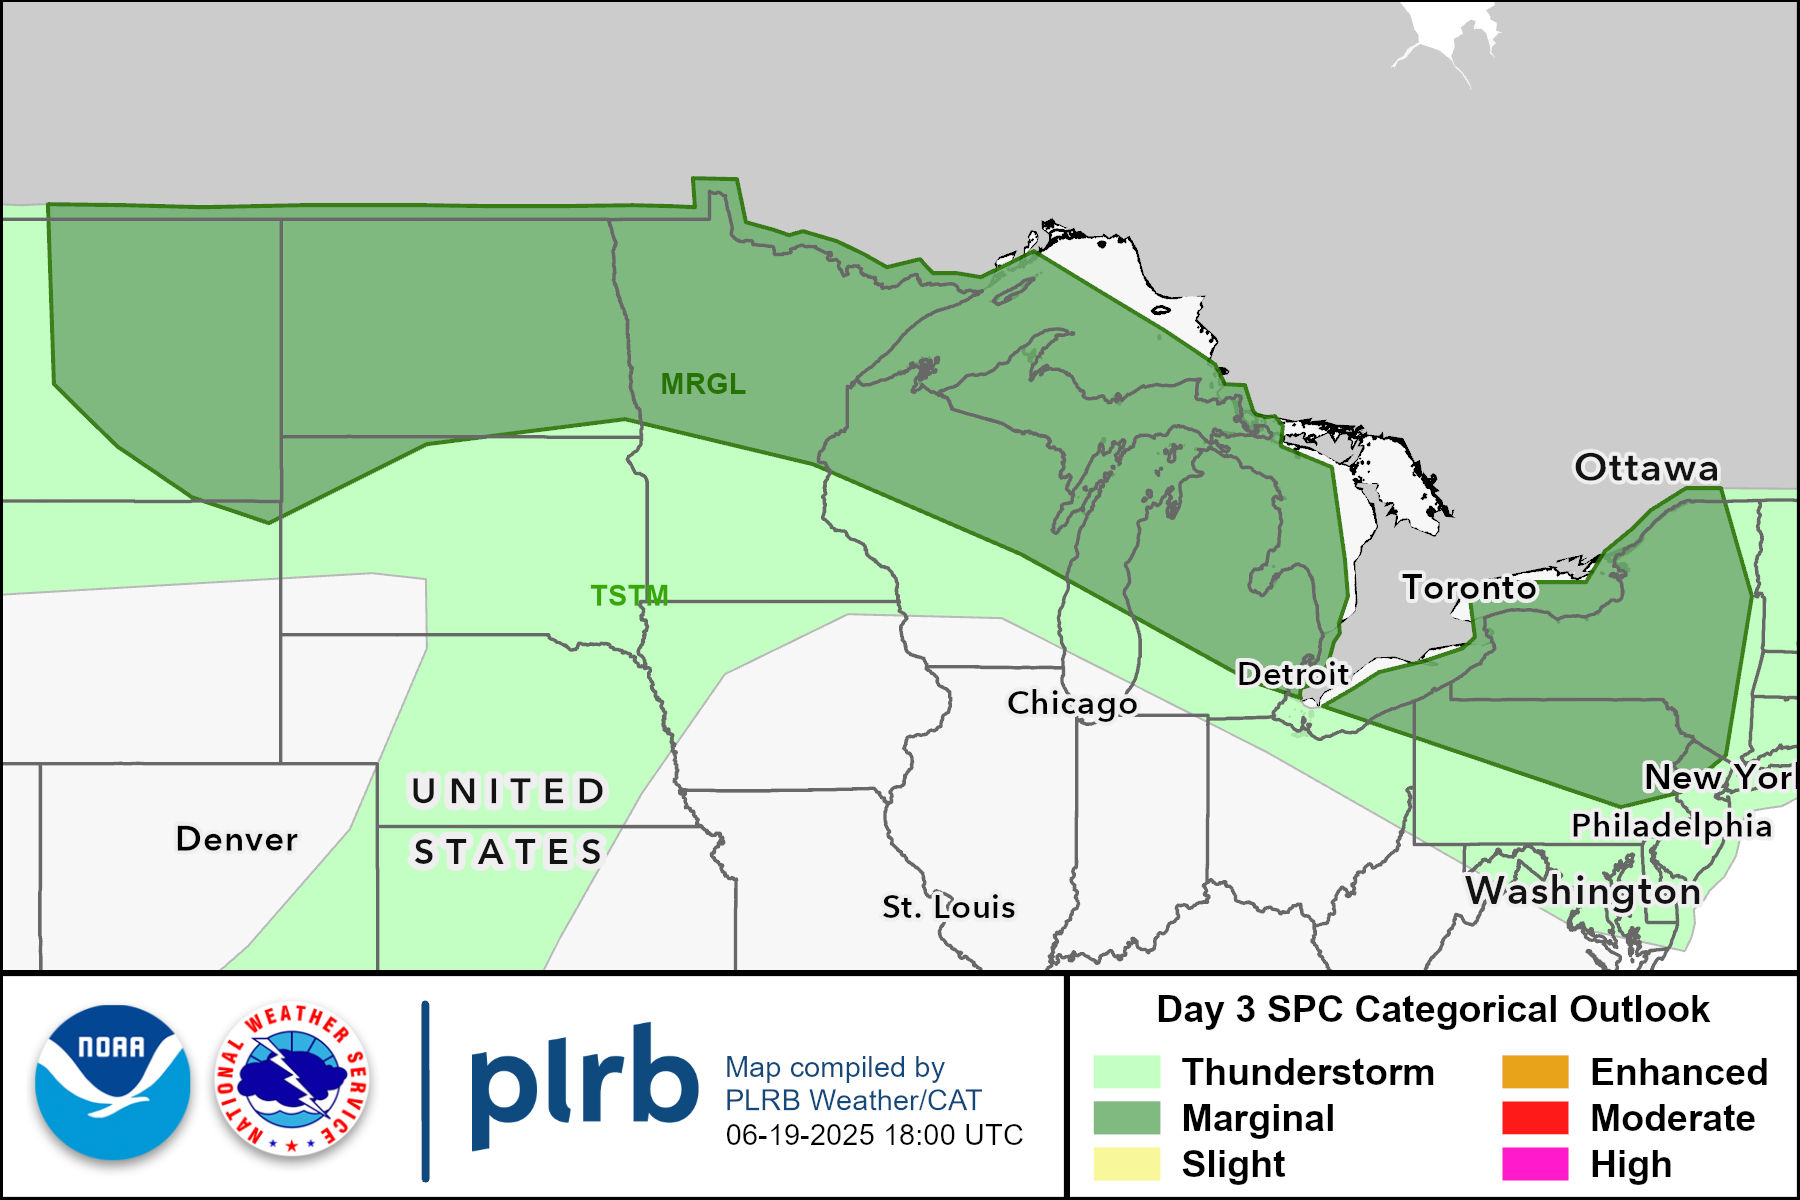 MRGL
Ottawa
TSTM
Toronto
Detroit
Chicago
New Yor
UNITED
STATES
Denver
Philadelphia
Washington
St. Louis
NOAA
NATIONAL WEATHER SERVICE
plrb
Map compiled by
PLRB Weather/CAT
06-19-2025 18:00 UTC
Day 3 SPC Categorical Outlook
Thunderstorm
Marginal
Slight
Enhanced
Moderate
High